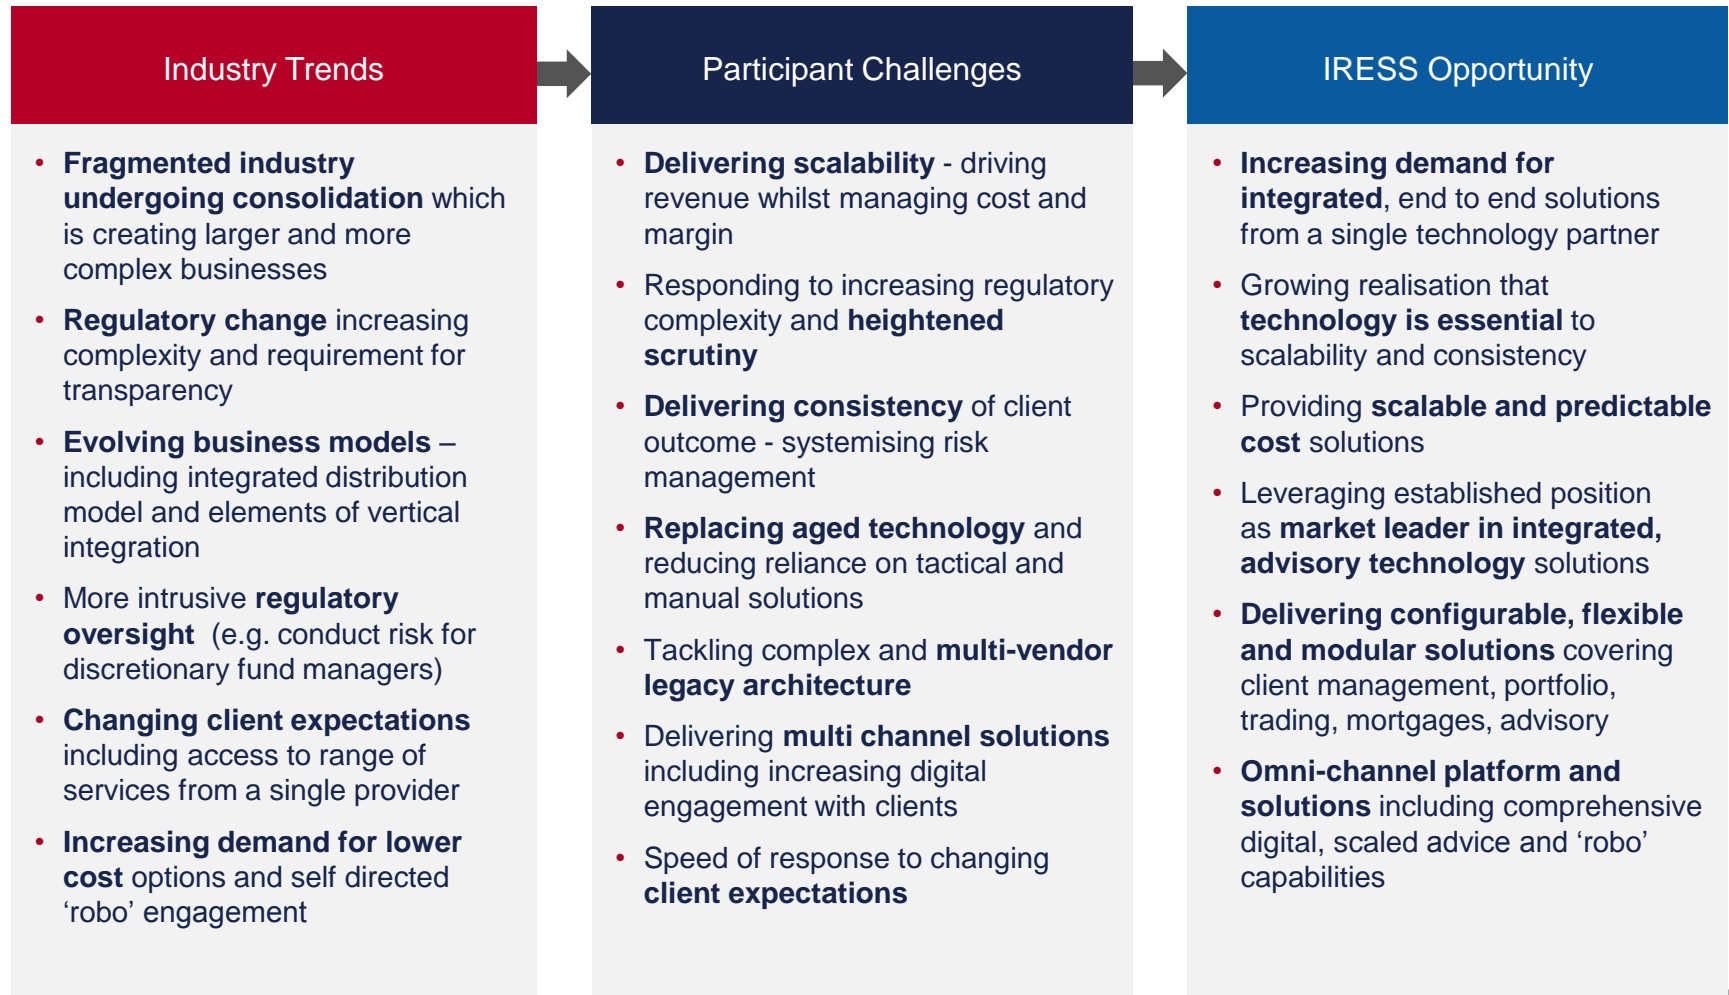 Industry Trends
• Fragmented industry
undergoing consolidation which
is creating larger and more
complex businesses
• Regulatory change increasing
complexity and requirement for
transparency
• Evolving business models –
including integrated distribution
model and elements of vertical
integration
• More intrusive regulatory
oversight (e.g. conduct risk for
discretionary fund managers)
• Changing client expectations
including access to range of
services from a single provider
• Increasing demand for lower
cost options and self directed
‘robo’ engagement
Participant Challenges
• Delivering scalability - driving
revenue whilst managing cost and
margin
• Responding to increasing regulatory
complexity and heightened
scrutiny
• Delivering consistency of client
outcome - systemising risk
management
• Replacing aged technology and
reducing reliance on tactical and
manual solutions
• Tackling complex and multi-vendor
legacy architecture
• Delivering multi channel solutions
including increasing digital
engagement with clients
• Speed of response to changing
client expectations
IRESS Opportunity
• Increasing demand for
integrated, end to end solutions
from a single technology partner
• Growing realisation that
technology is essential to
scalability and consistency
• Providing scalable and predictable
cost solutions
• Leveraging established position
as market leader in integrated,
advisory technology solutions
• Delivering configurable, flexible
and modular solutions covering
client management, portfolio,
trading, mortgages, advisory
• Omni-channel platform and
solutions including comprehensive
digital, scaled advice and ‘robo’
capabilities